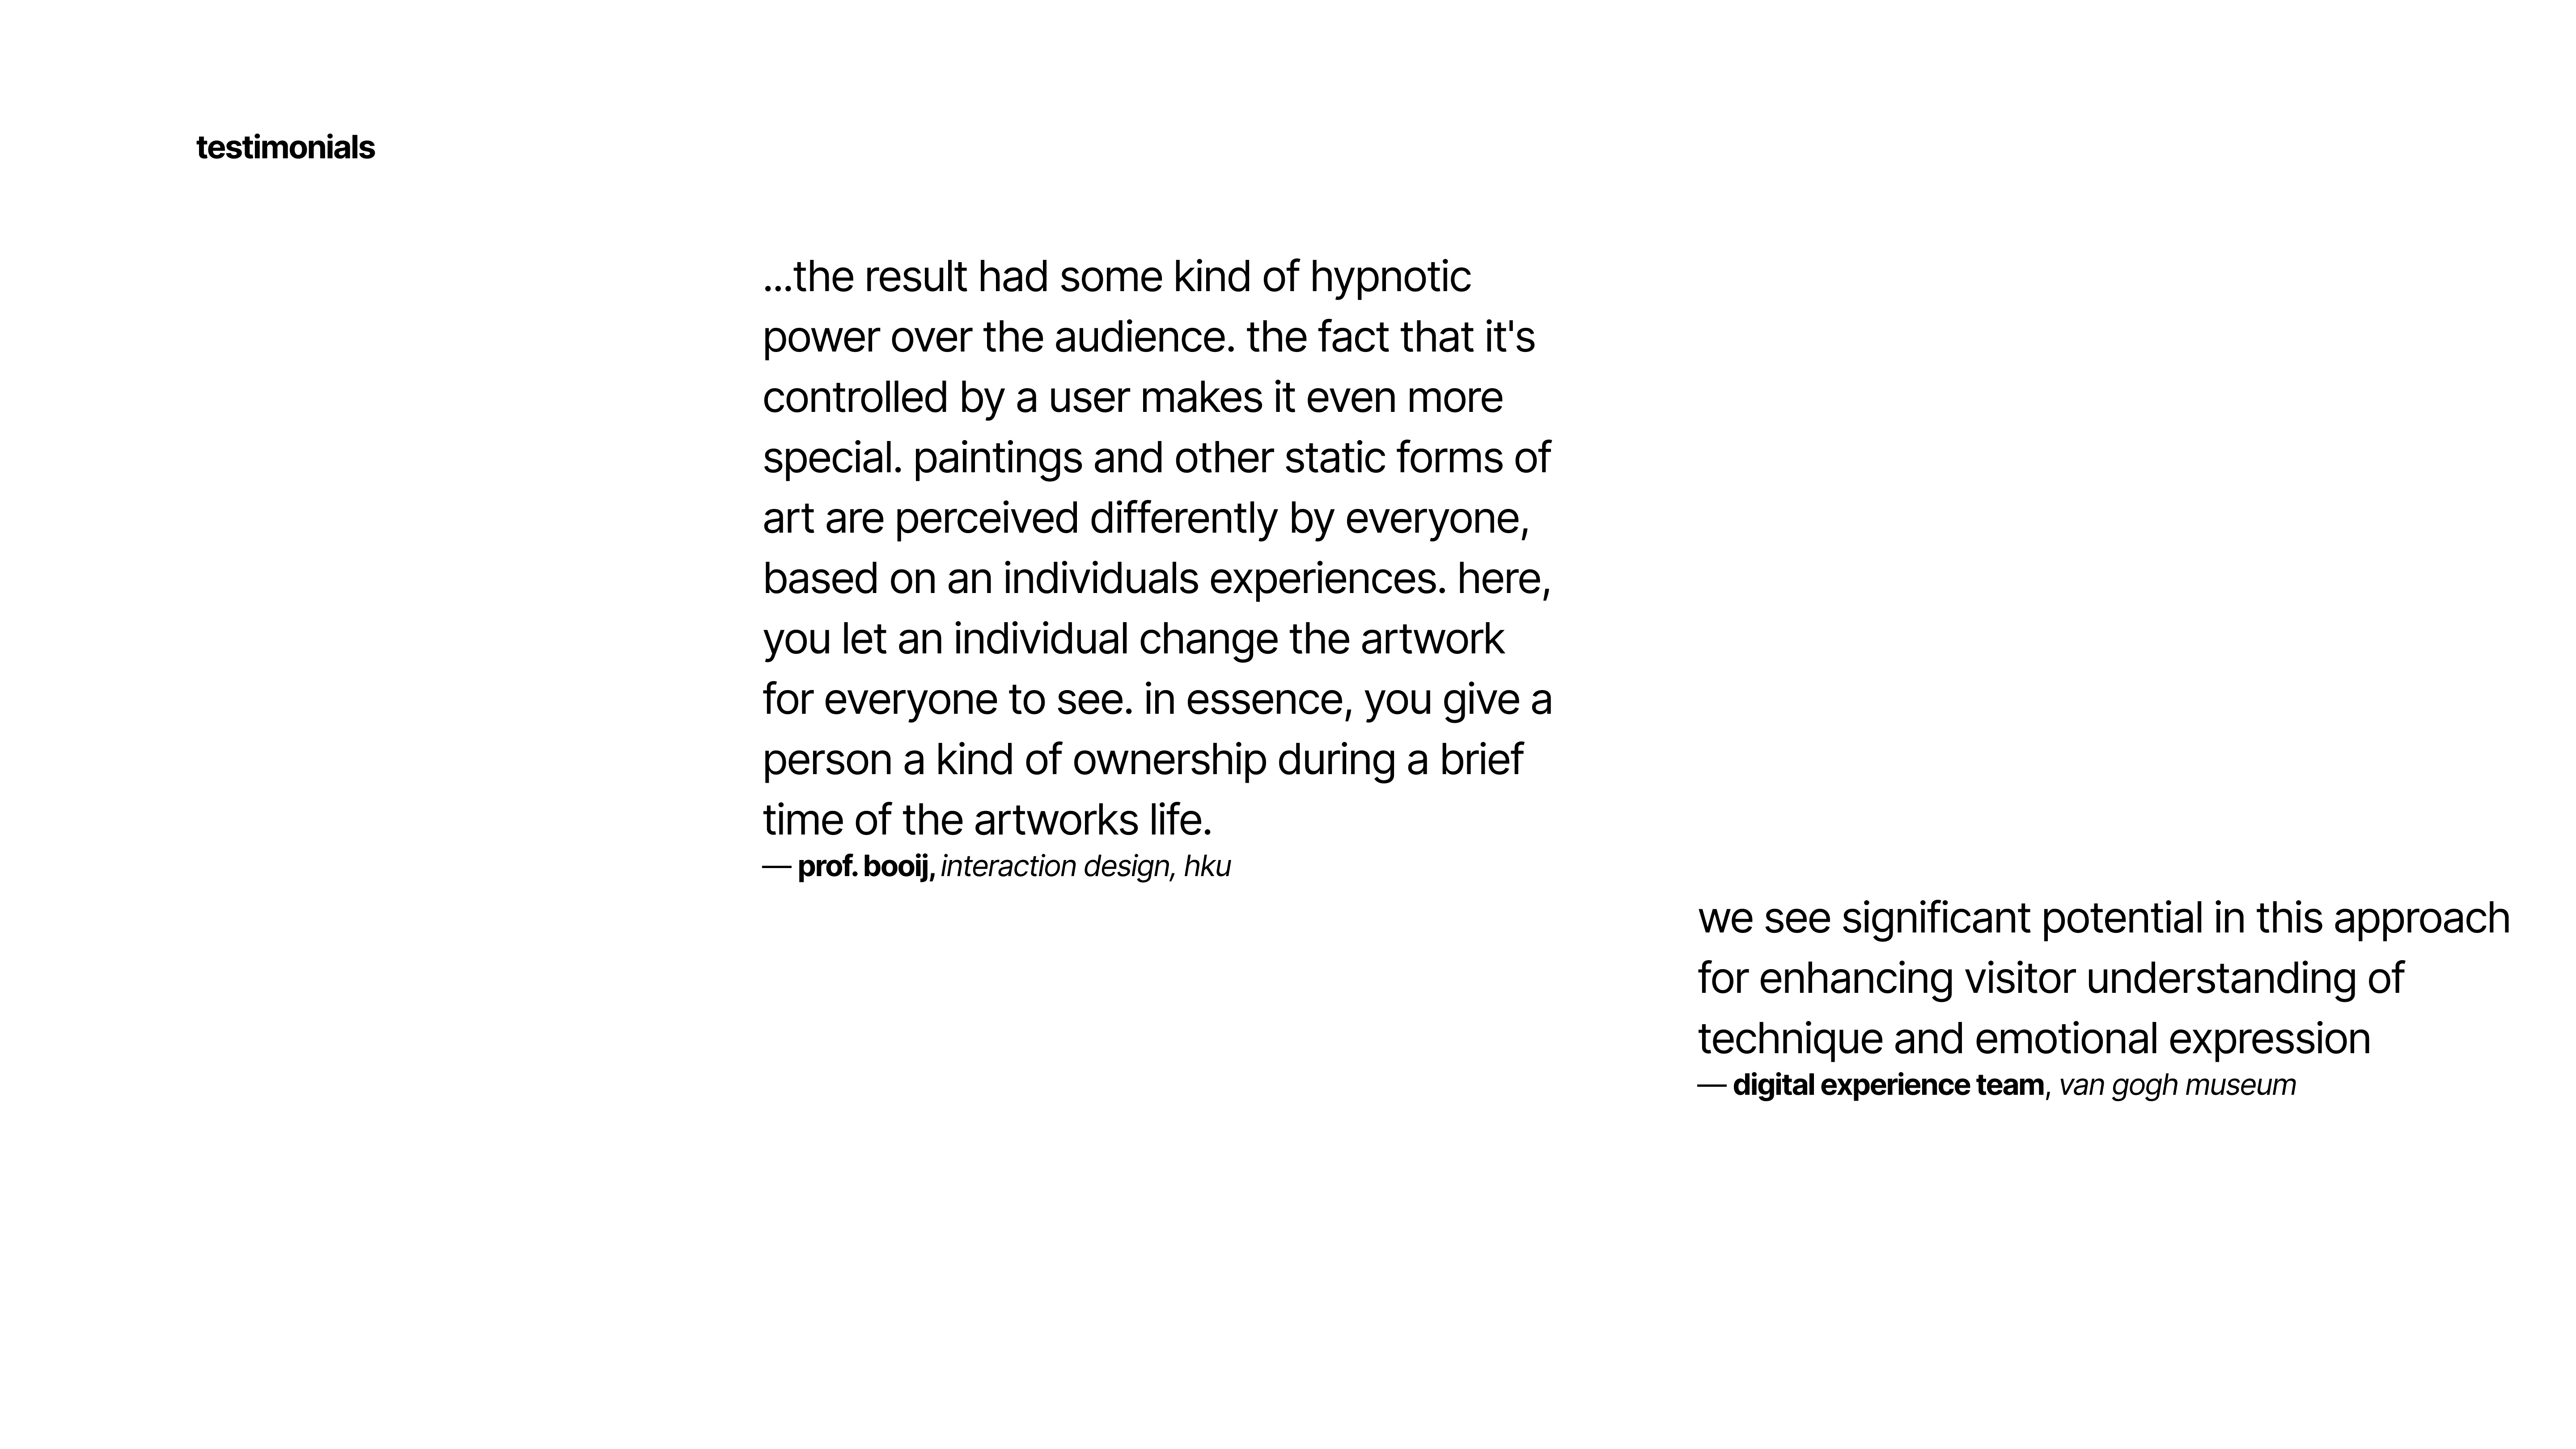 testimonials
...the result had some kind of hypnotic
power over the audience. the fact that it's
controlled by a user makes it even more
special. paintings and other static forms of
art are perceived differently by everyone,
based on an individuals experiences. here,
you let an individual change the artwork
for everyone to see. in essence, you give a
person a kind of ownership during a brief
time of the artworks life.
— prof. booij, interaction design, hku
we see significant potential in this approach
for enhancing visitor understanding of
technique and emotional expression
— digital experience team, van gogh museum